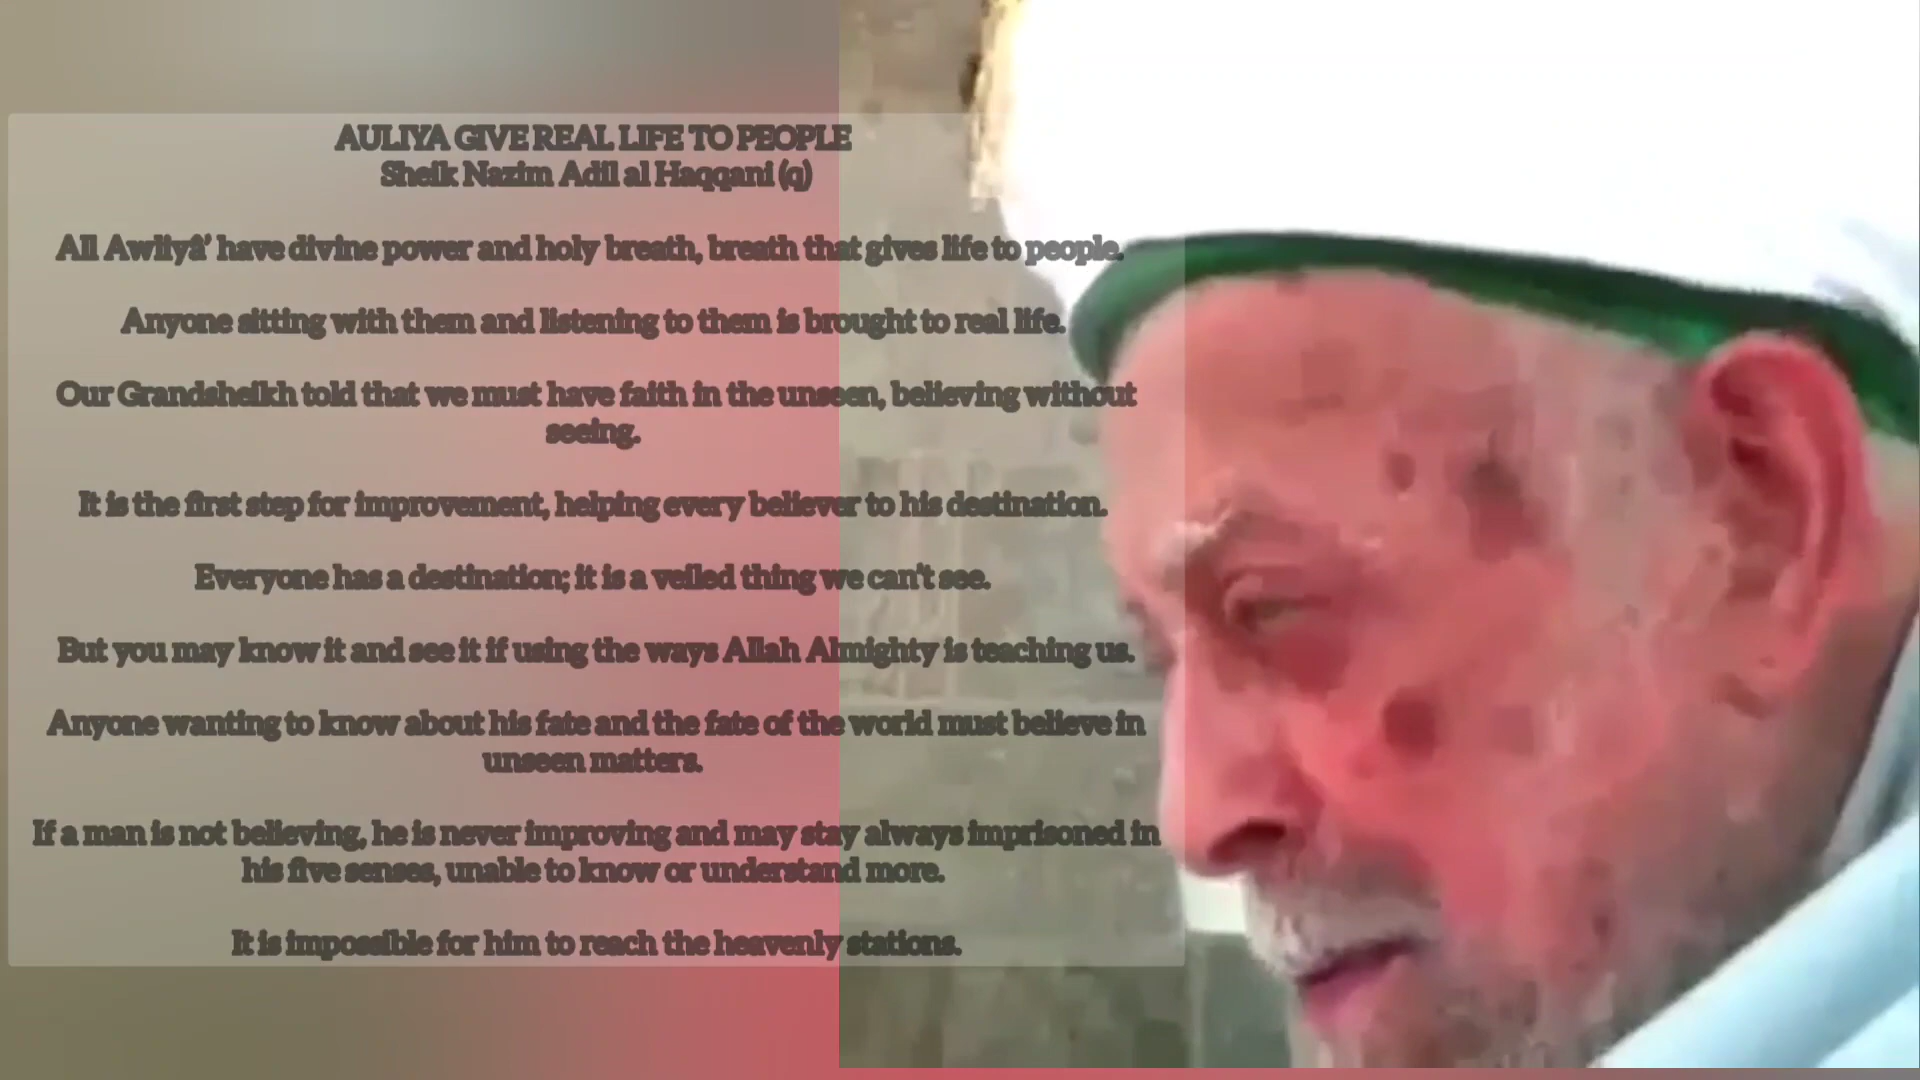 AULIYA GIVE REAL LIFE TO PEOPLE
Sheik Nazim Adil al Haqqani (q)
All Awliyâ' have divine power and holy breath, breath that gives life to people.
Anyone sitting with them and listening to them is brought to real life.
Our Grandsheikh told that we must have faith in the unseen, believing without
seeing.
It is the first step for improvement, helping every believer to his destination.
Everyone has a destination; it is a veiled thing we can't see.
But you may know it and see it if using the ways Allah Almighty is teaching us.
Anyone wanting to know about his fate and the fate of the world must believe in
unseen matters.
If a man is not believing, he is never improving and may stay always imprisoned in
his five senses, unable to know or understand more.
It is impossible for him to reach the heavenly stations.